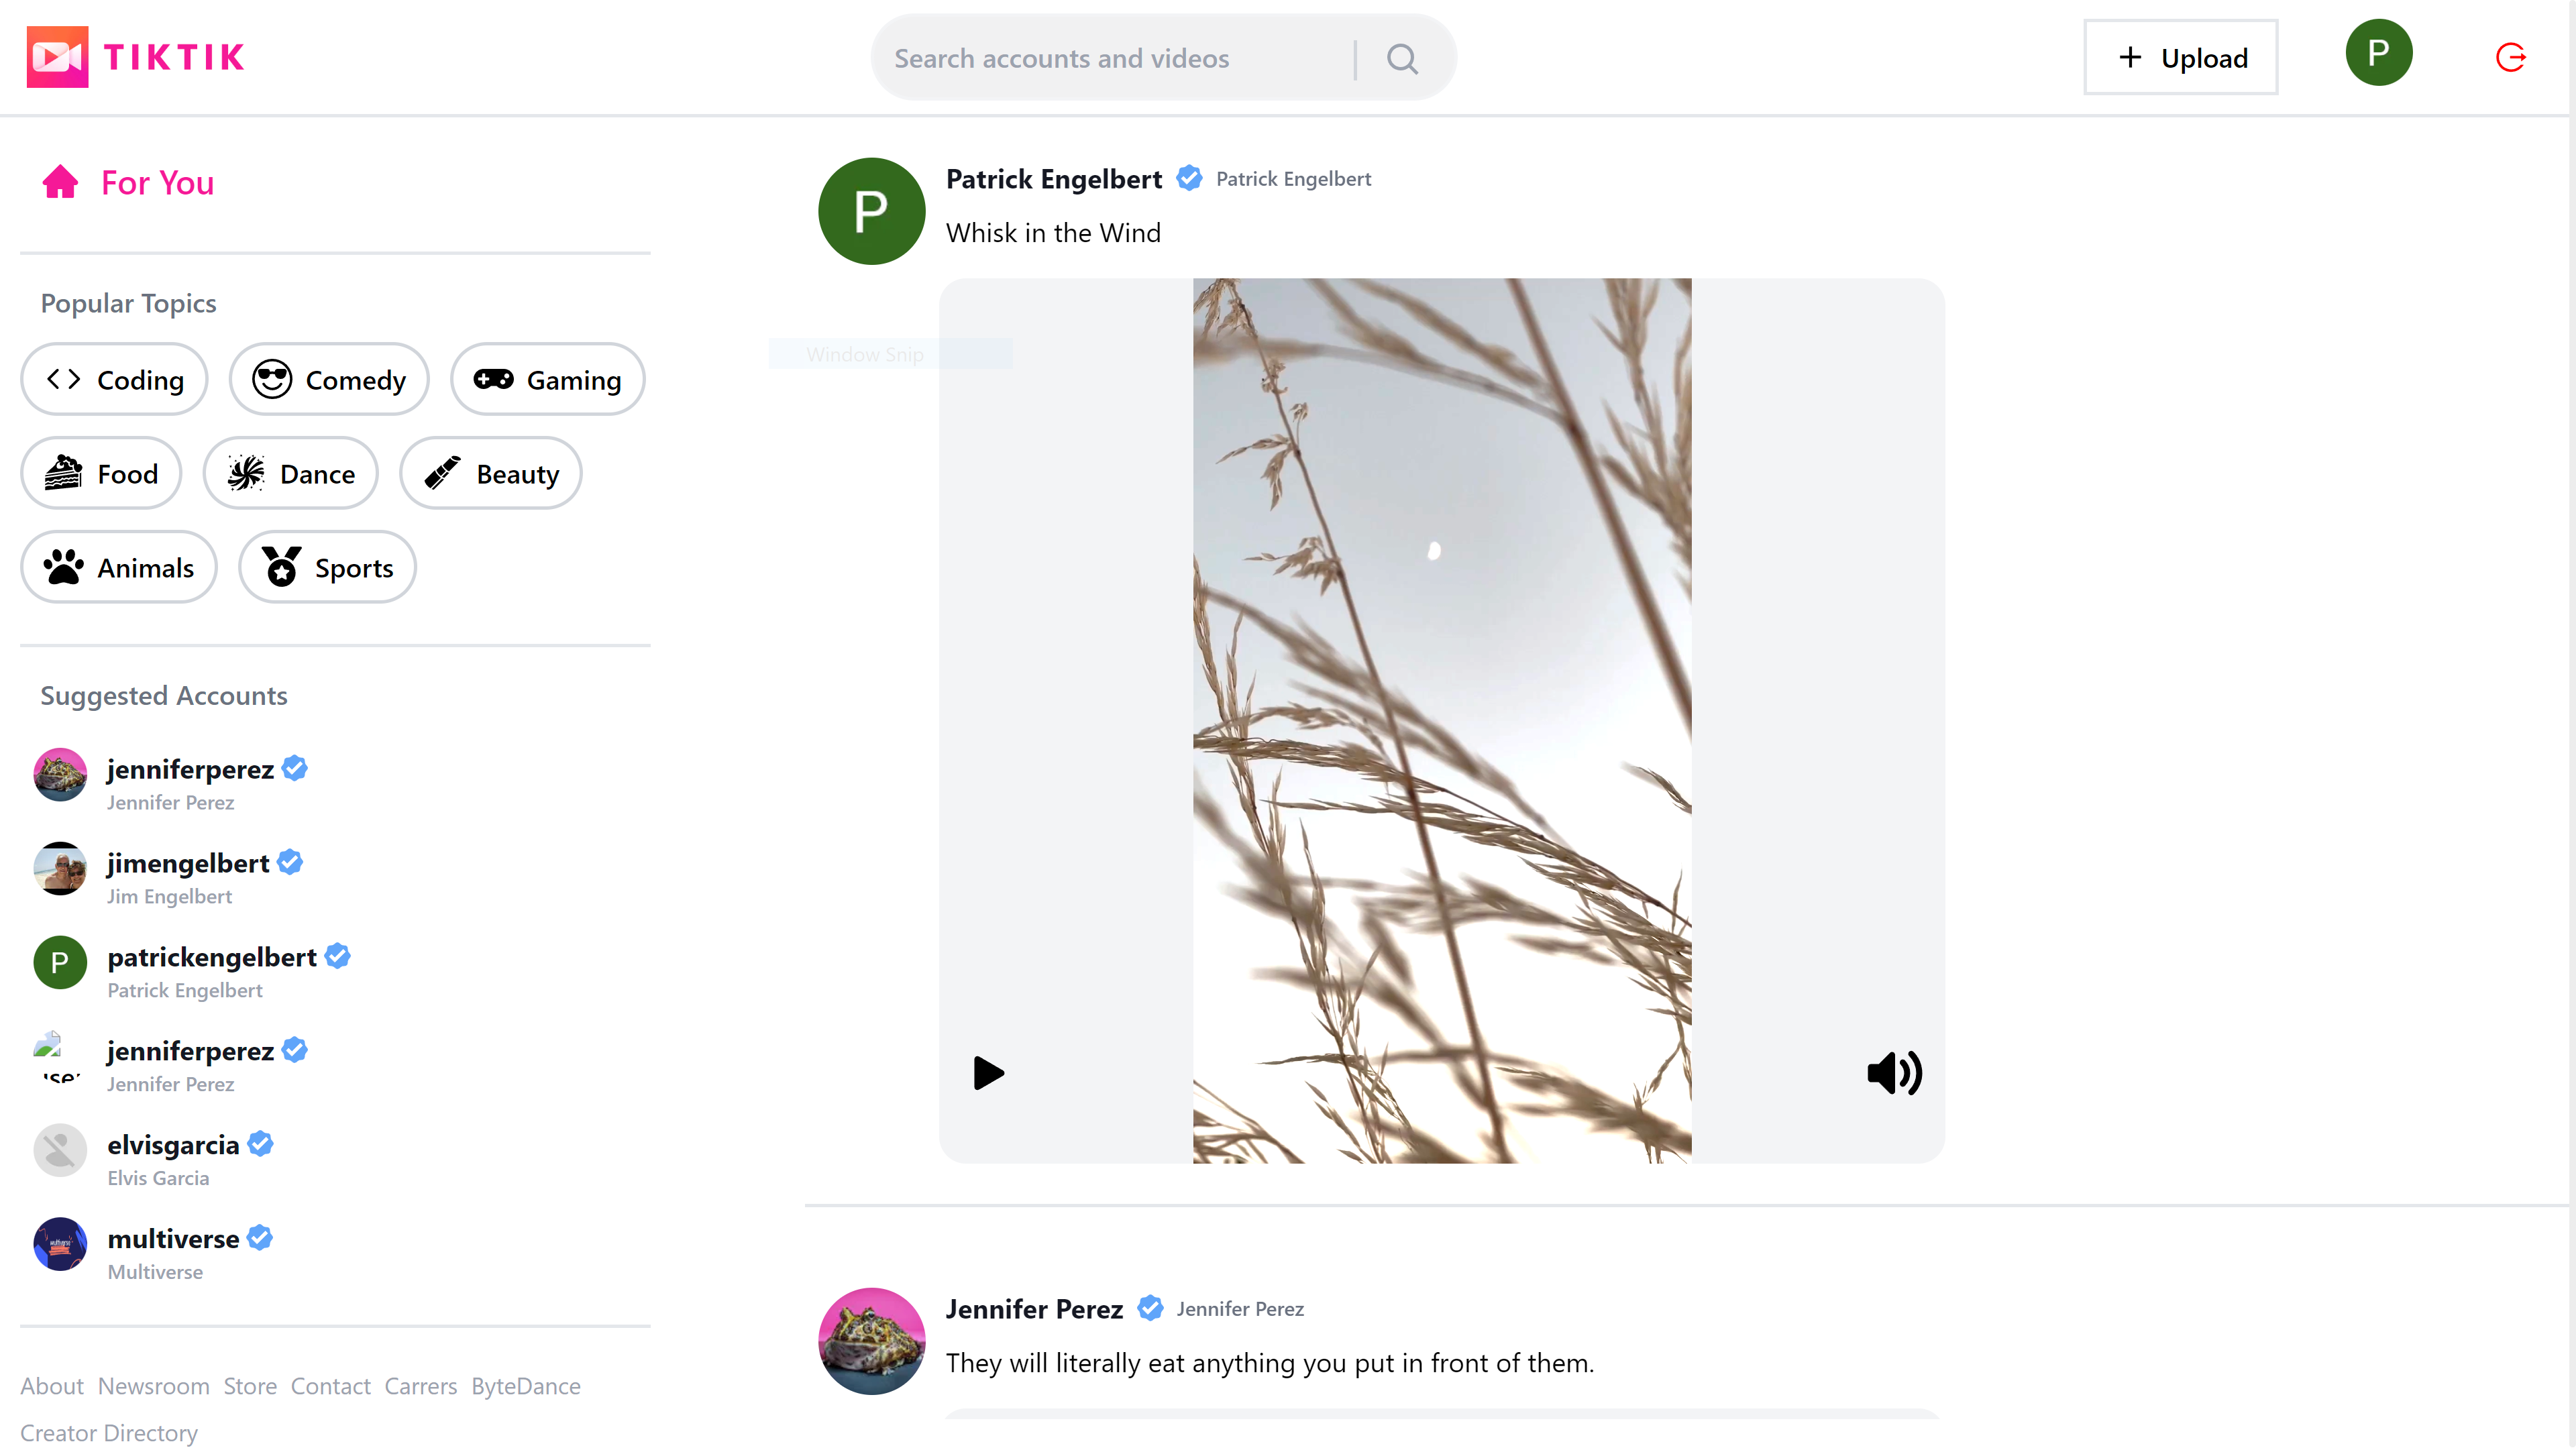 TIKTIK
Search accounts and videos
Upload
P
For You
Popular Topics
Coding
Comedy
Gaming
Food
Dance
Beauty
Animals
Sports
Suggested Accounts
jenniferperez
Jennifer Perez
jimengelbert
Jim Engelbert
P
patrickengelbert
Patrick Engelbert
jenniferperez
Jennifer Perez
elvisgarcia
Elvis Garcia
multiverse
Multiverse
About Newsroom Store Contact Carrers ByteDance
Creator Directory
P
Patrick Engelbert Patrick Engelbert
Whisk in the Wind
Window Snip
Jennifer Perez Jennifer Perez
They will literally eat anything you put in front of them.